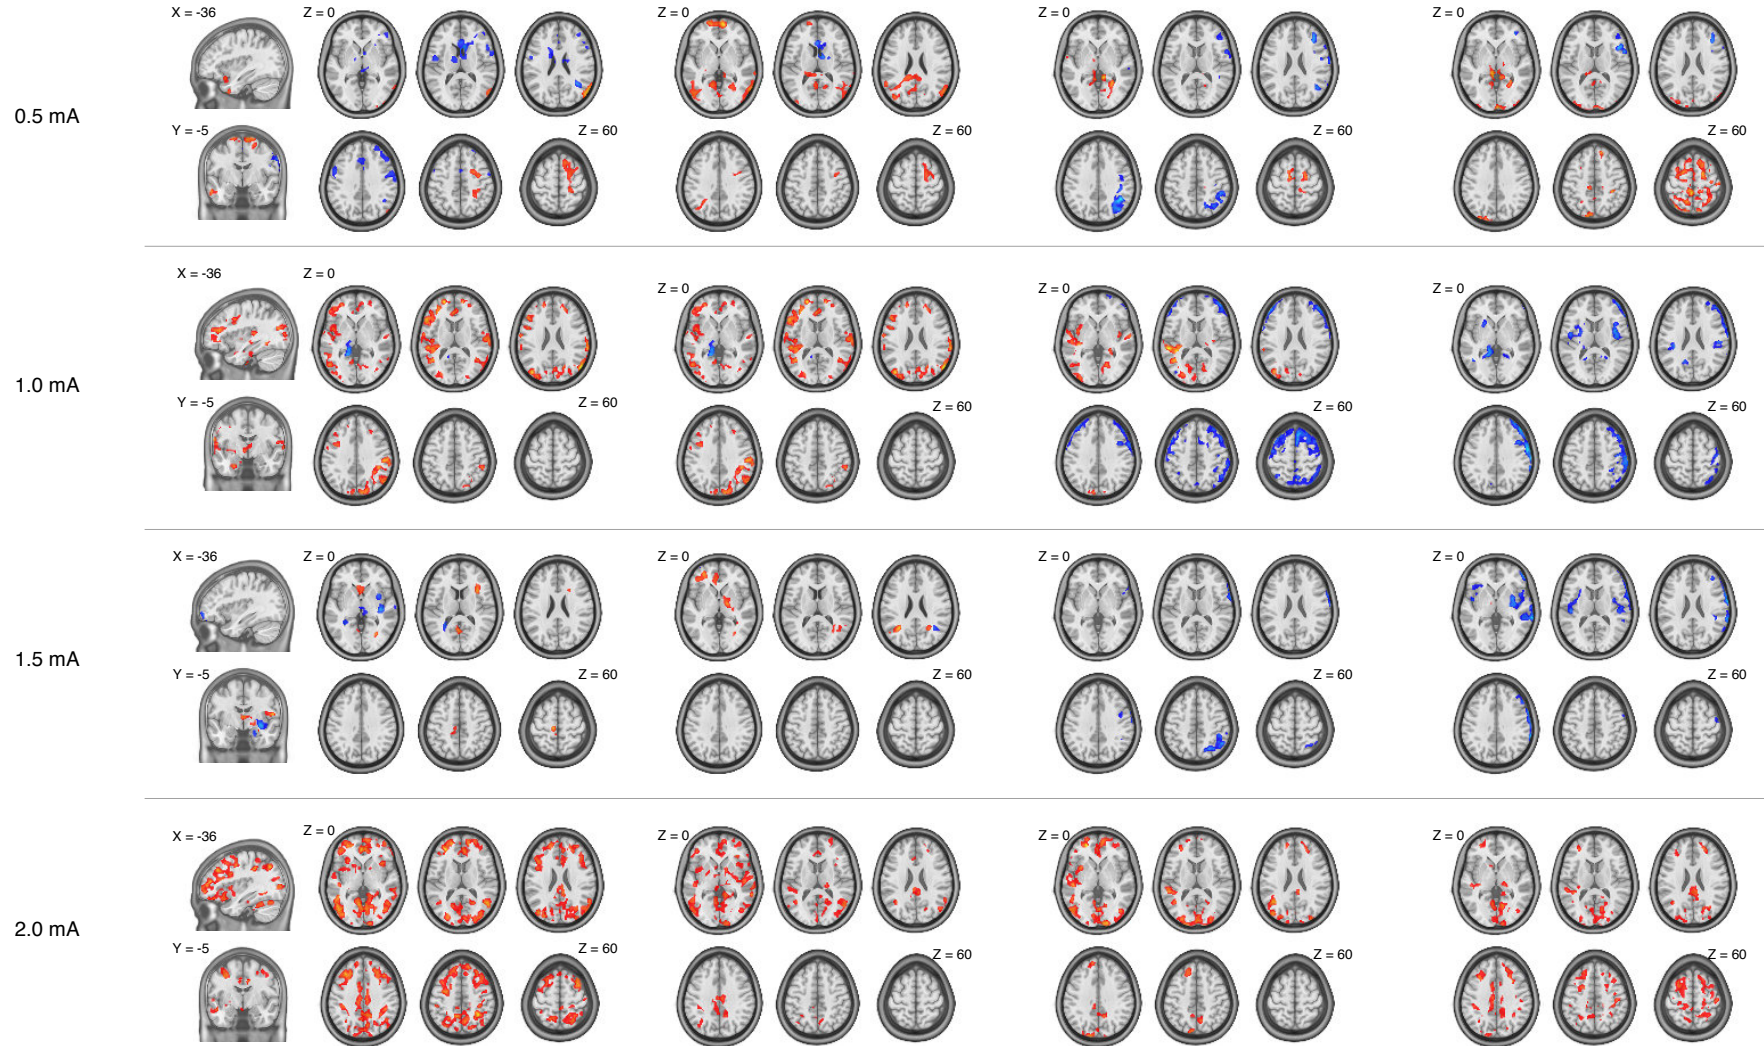 X = -36 Z = 0 Z = 0 Z = 0 Z = 0
0.5 mA
Y = -5 Z = 60 Z = 60 Z = 60 Z = 60
X = -36 Z = 0 Z = 0 Z = 0 Z = 0
1.0 mA
Y = -5 Z = 60 Z = 60 Z = 60 Z = 60
X = -36 Z = 0 Z = 0 Z = 0 Z = 0
1.5 mA
Y = -5 Z = 60 Z = 60 Z = 60 Z = 60
X = -36 Z = 0 Z = 0 Z = 0 Z = 0
2.0 mA
Y = -5 Z = 60 Z = 60 Z = 60 Z = 60